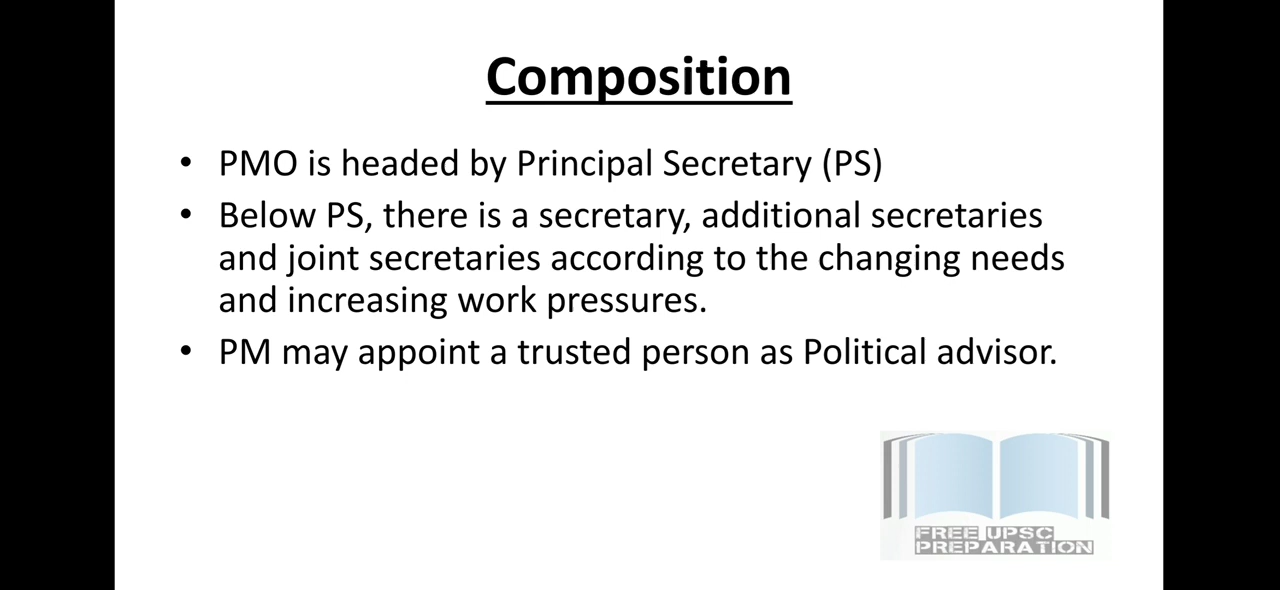 Composition
• PMO is headed by Principal Secretary (PS)
• Below PS, there is a secretary, additional secretaries
and joint secretaries according to the changing needs
and increasing work pressures.
• PM may appoint a trusted person as Political advisor.
FREE UPSC
PREPARATION